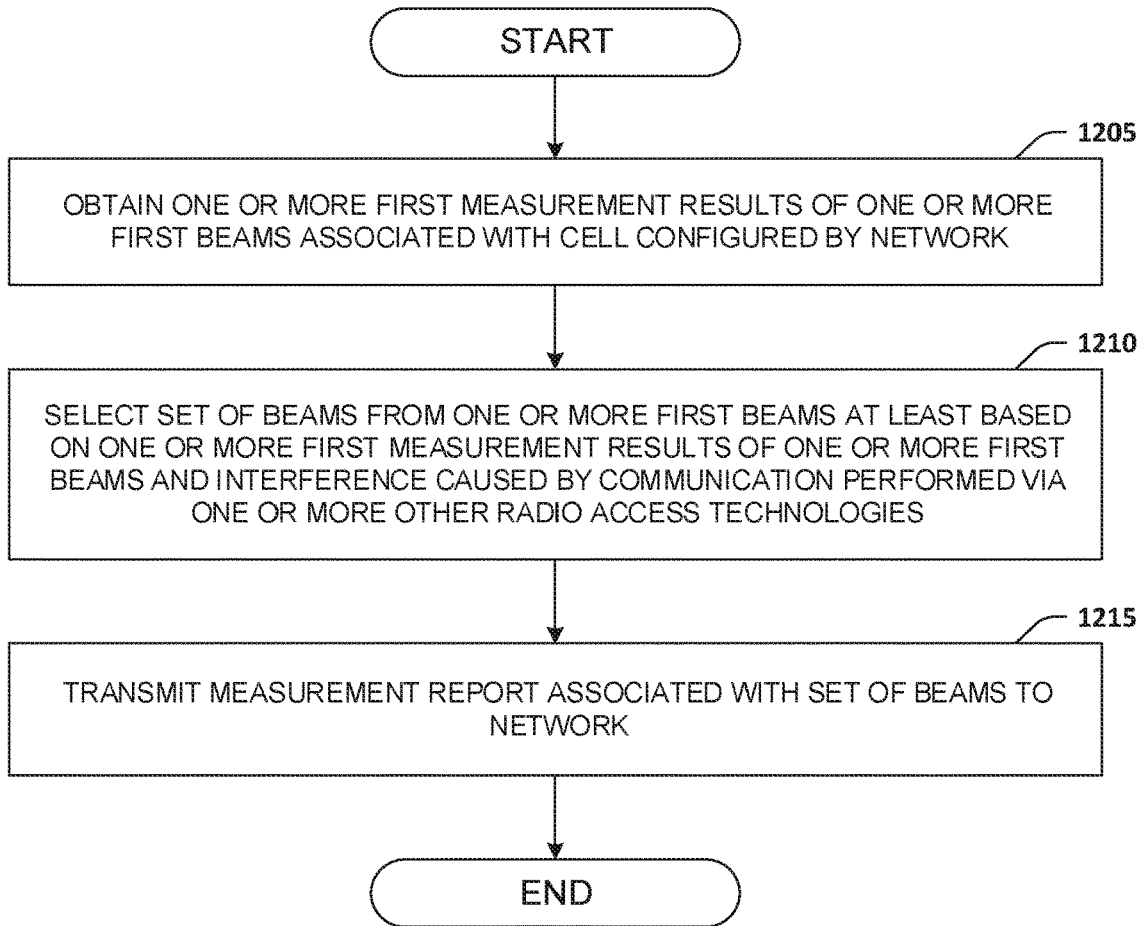 START
1205
OBTAIN ONE OR MORE FIRST MEASUREMENT RESULTS OF ONE OR MORE
FIRST BEAMS ASSOCIATED WITH CELL CONFIGURED BY NETWORK
1210
SELECT SET OF BEAMS FROM ONE OR MORE FIRST BEAMS AT LEAST BASED
ON ONE OR MORE FIRST MEASUREMENT RESULTS OF ONE OR MORE FIRST
BEAMS AND INTERFERENCE CAUSED BY COMMUNICATION PERFORMED VIA
ONE OR MORE OTHER RADIO ACCESS TECHNOLOGIES
1215
TRANSMIT MEASUREMENT REPORT ASSOCIATED WITH SET OF BEAMS TO
NETWORK
END